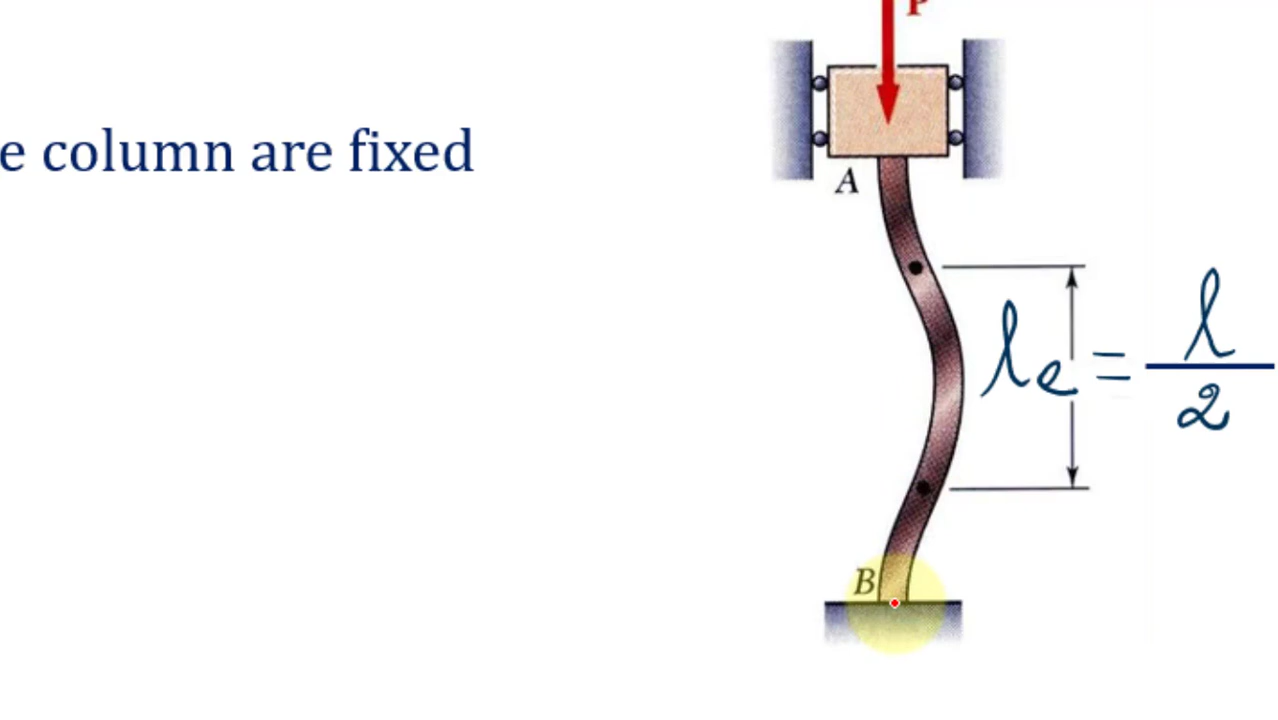 P
e column are fixed
A
lₑ = l/2
B